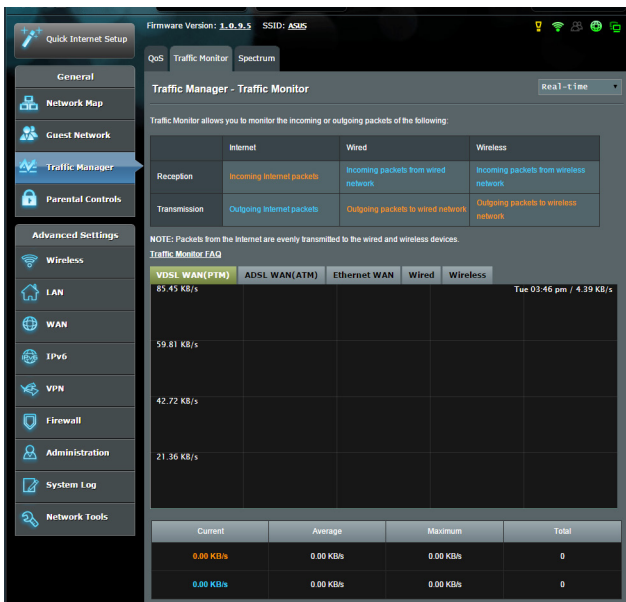 Quick Internet Setup
General
Network Map
Guest Network
Traffic Manager
Parental Controls
Advanced Settings
Wireless
LAN
WAN
IPv6
VPN
Firewall
Administration
System Log
Network Tools
Firmware Version: 1.0.9.5 SSID: ASUS
QoS Traffic Monitor Spectrum
Traffic Manager - Traffic Monitor Real-time
Traffic Monitor allows you to monitor the incoming or outgoing packets of the following:
Internet Wired Wireless
Reception Incoming Internet packets Incoming packets from wired network Incoming packets from wireless network
Transmission Outgoing Internet packets Outgoing packets to wired network Outgoing packets to wireless network
NOTE: Packets from the Internet are evenly transmitted to the wired and wireless devices.
Traffic Monitor FAQ
VDSL WAN(PTM) ADSL WAN(ATM) Ethernet WAN Wired Wireless
85.45 KB/s Tue 03:46 pm / 4.39 KB/s
59.81 KB/s
42.72 KB/s
21.36 KB/s
Current Average Maximum Total
0.00 KB/s 0.00 KB/s 0.00 KB/s 0
0.00 KB/s 0.00 KB/s 0.00 KB/s 0